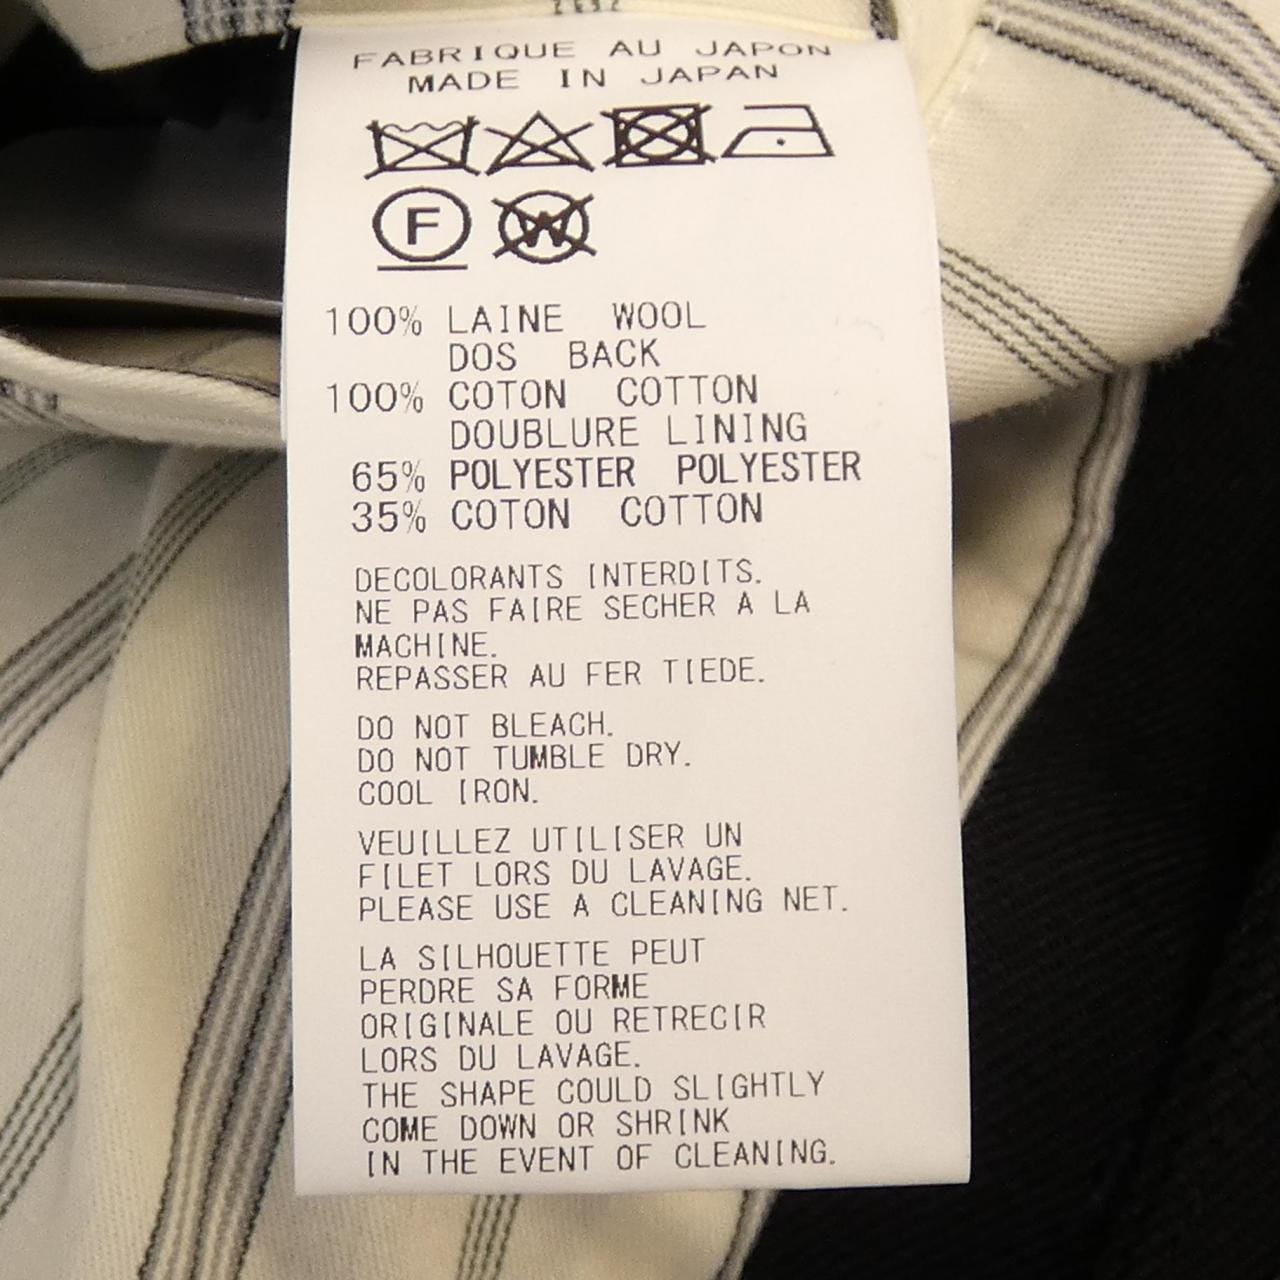 FABRIQUE AU JAPON
MADE IN JAPAN
F W
100% LAINE WOOL
DOS BACK
100% COTON COTTON
DOUBLURE LINING
65% POLYESTER POLYESTER
35% COTON COTTON
DECOLORANTS INTERDITS.
NE PAS FAIRE SECHER A LA
MACHINE.
REPASSER AU FER TIEDE.
DO NOT BLEACH.
DO NOT TUMBLE DRY.
COOL IRON.
VEUILLEZ UTILISER UN
FILET LORS DU LAVAGE.
PLEASE USE A CLEANING NET.
LA SILHOUETTE PEUT
PERDRE SA FORME
ORIGINALE OU RETRECIR
LORS DU LAVAGE.
THE SHAPE COULD SLIGHTLY
COME DOWN OR SHRINK
IN THE EVENT OF CLEANING.